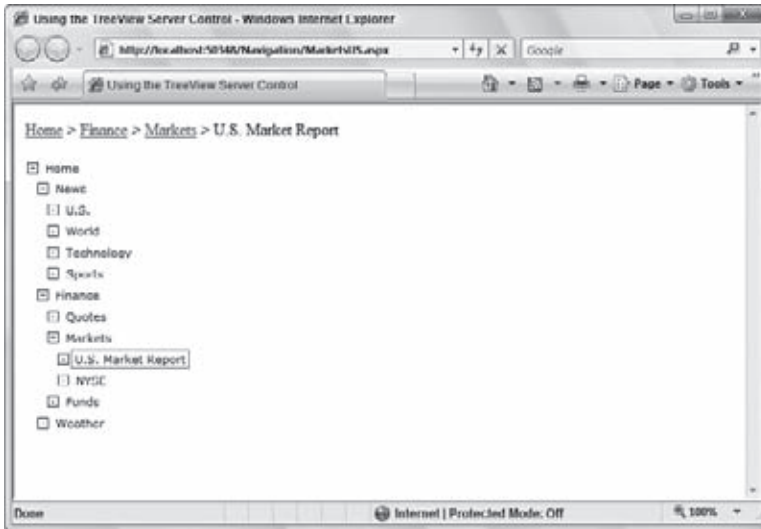 Using the TreeView Server Control - Windows Internet Explorer
http://localhost:50348/Navigation/MarketsUS.aspx
Google
Using the TreeView Server Control
Page
Tools
Home > Finance > Markets > U.S. Market Report
Home
News
U.S.
World
Technology
Sports
Finance
Quotes
Markets
U.S. Market Report
NYSE
Funds
Weather
Done
Internet | Protected Mode: Off
100%